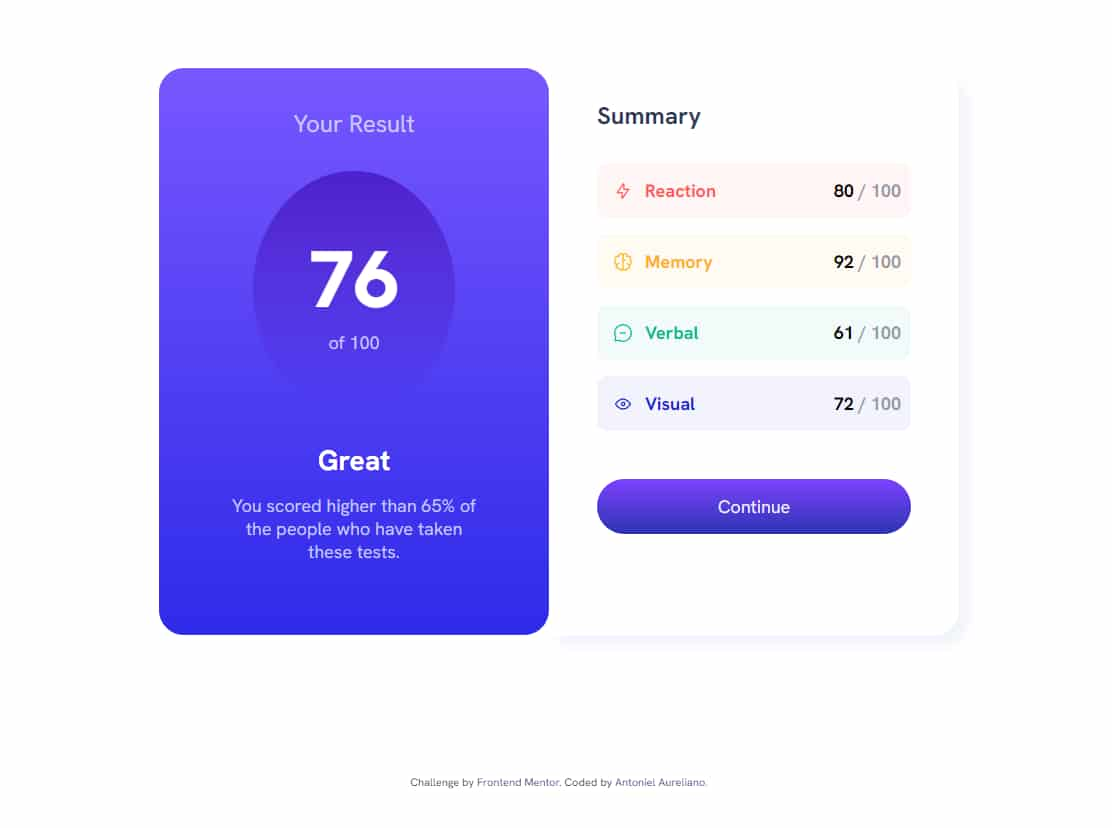 Your Result
76
of 100
Great
You scored higher than 65% of
the people who have taken
these tests.
Summary
Reaction 80 / 100
Memory 92 / 100
Verbal 61 / 100
Visual 72 / 100
Continue
Challenge by Frontend Mentor. Coded by Antoniel Aureliano.